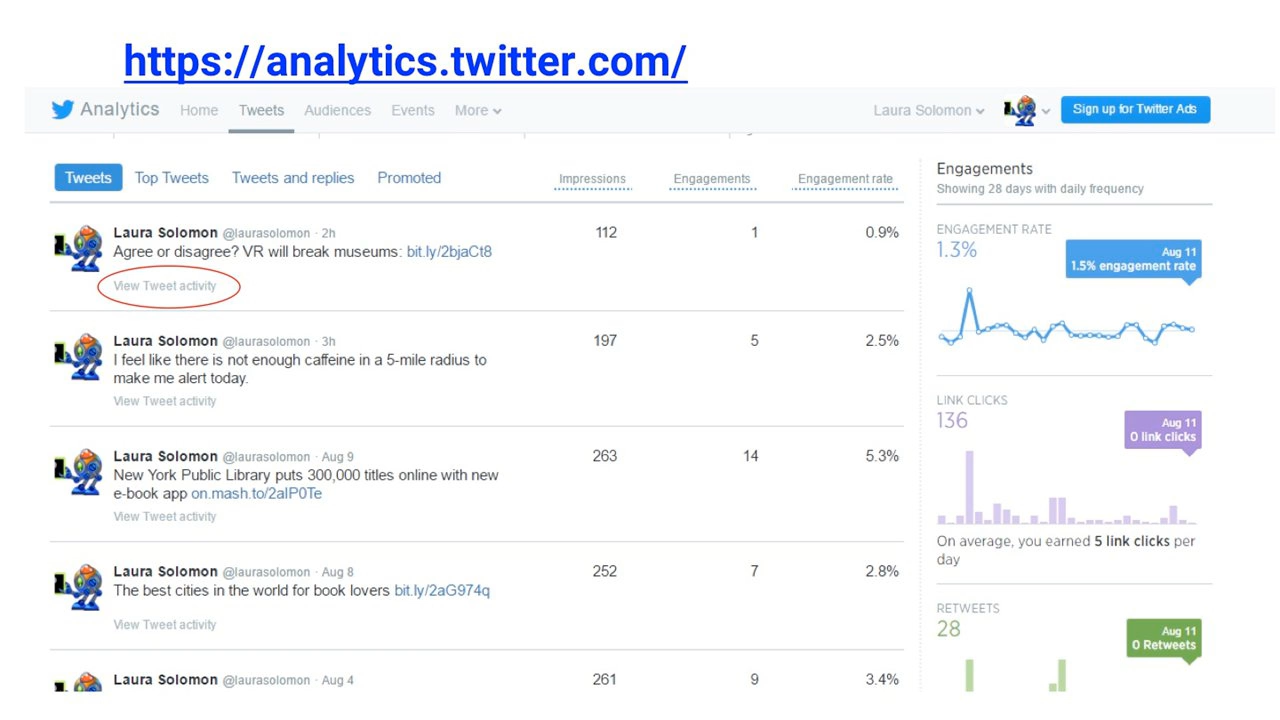 https://analytics.twitter.com/
Analytics Home Tweets Audiences Events More Laura Solomon Sign up for Twitter Ads
Tweets Top Tweets Tweets and replies Promoted Impressions Engagements Engagement rate
Laura Solomon @laurasolomon · 2h 112 1 0.9%
Agree or disagree? VR will break museums: bit.ly/2bjaCt8
View Tweet activity
Laura Solomon @laurasolomon · 3h 197 5 2.5%
I feel like there is not enough caffeine in a 5-mile radius to
make me alert today.
View Tweet activity
Laura Solomon @laurasolomon · Aug 9 263 14 5.3%
New York Public Library puts 300,000 titles online with new
e-book app on.mash.to/2alP0Te
View Tweet activity
Laura Solomon @laurasolomon · Aug 8 252 7 2.8%
The best cities in the world for book lovers bit.ly/2aG974q
View Tweet activity
Laura Solomon @laurasolomon · Aug 4 261 9 3.4%
Engagements
Showing 28 days with daily frequency
ENGAGEMENT RATE
1.3%
Aug 11
1.5% engagement rate
LINK CLICKS
136
Aug 11
0 link clicks
On average, you earned 5 link clicks per
day
RETWEETS
28
Aug 11
0 Retweets